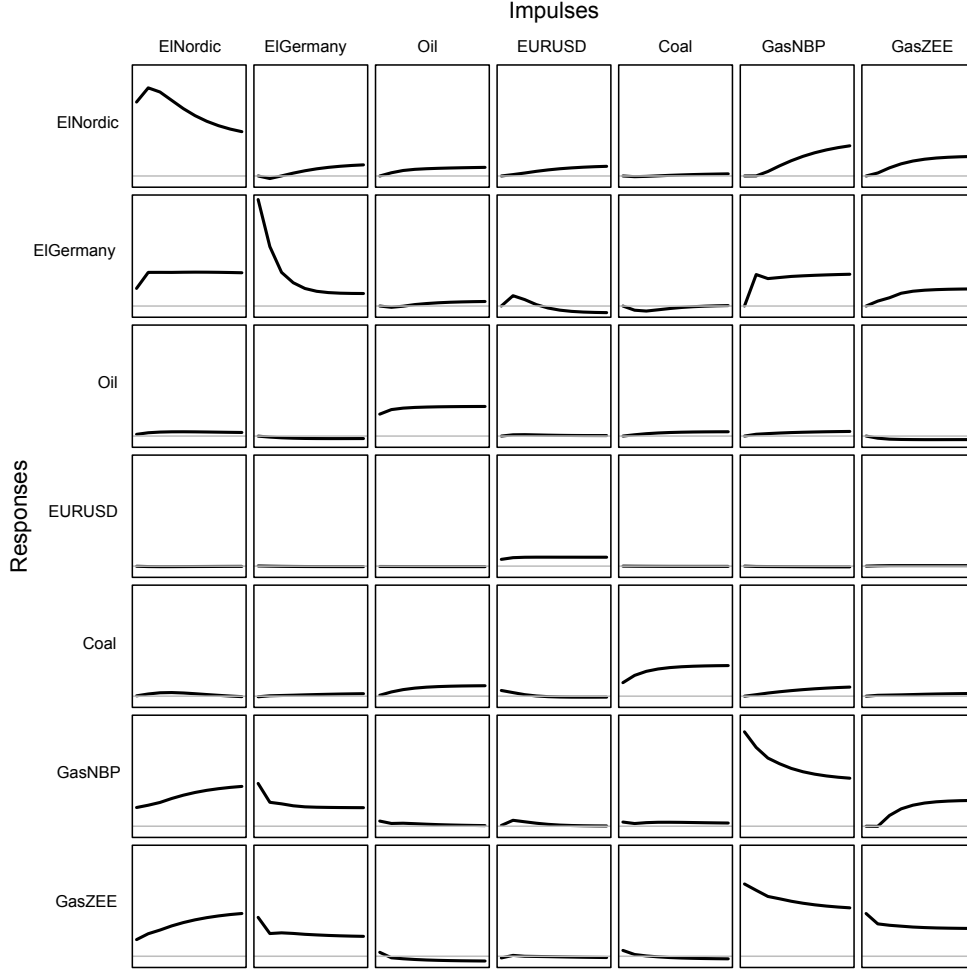 Impulses
ElNordic ElGermany Oil EURUSD Coal GasNBP GasZEE
ElNordic
ElGermany
Oil
Responses
EURUSD
Coal
GasNBP
GasZEE